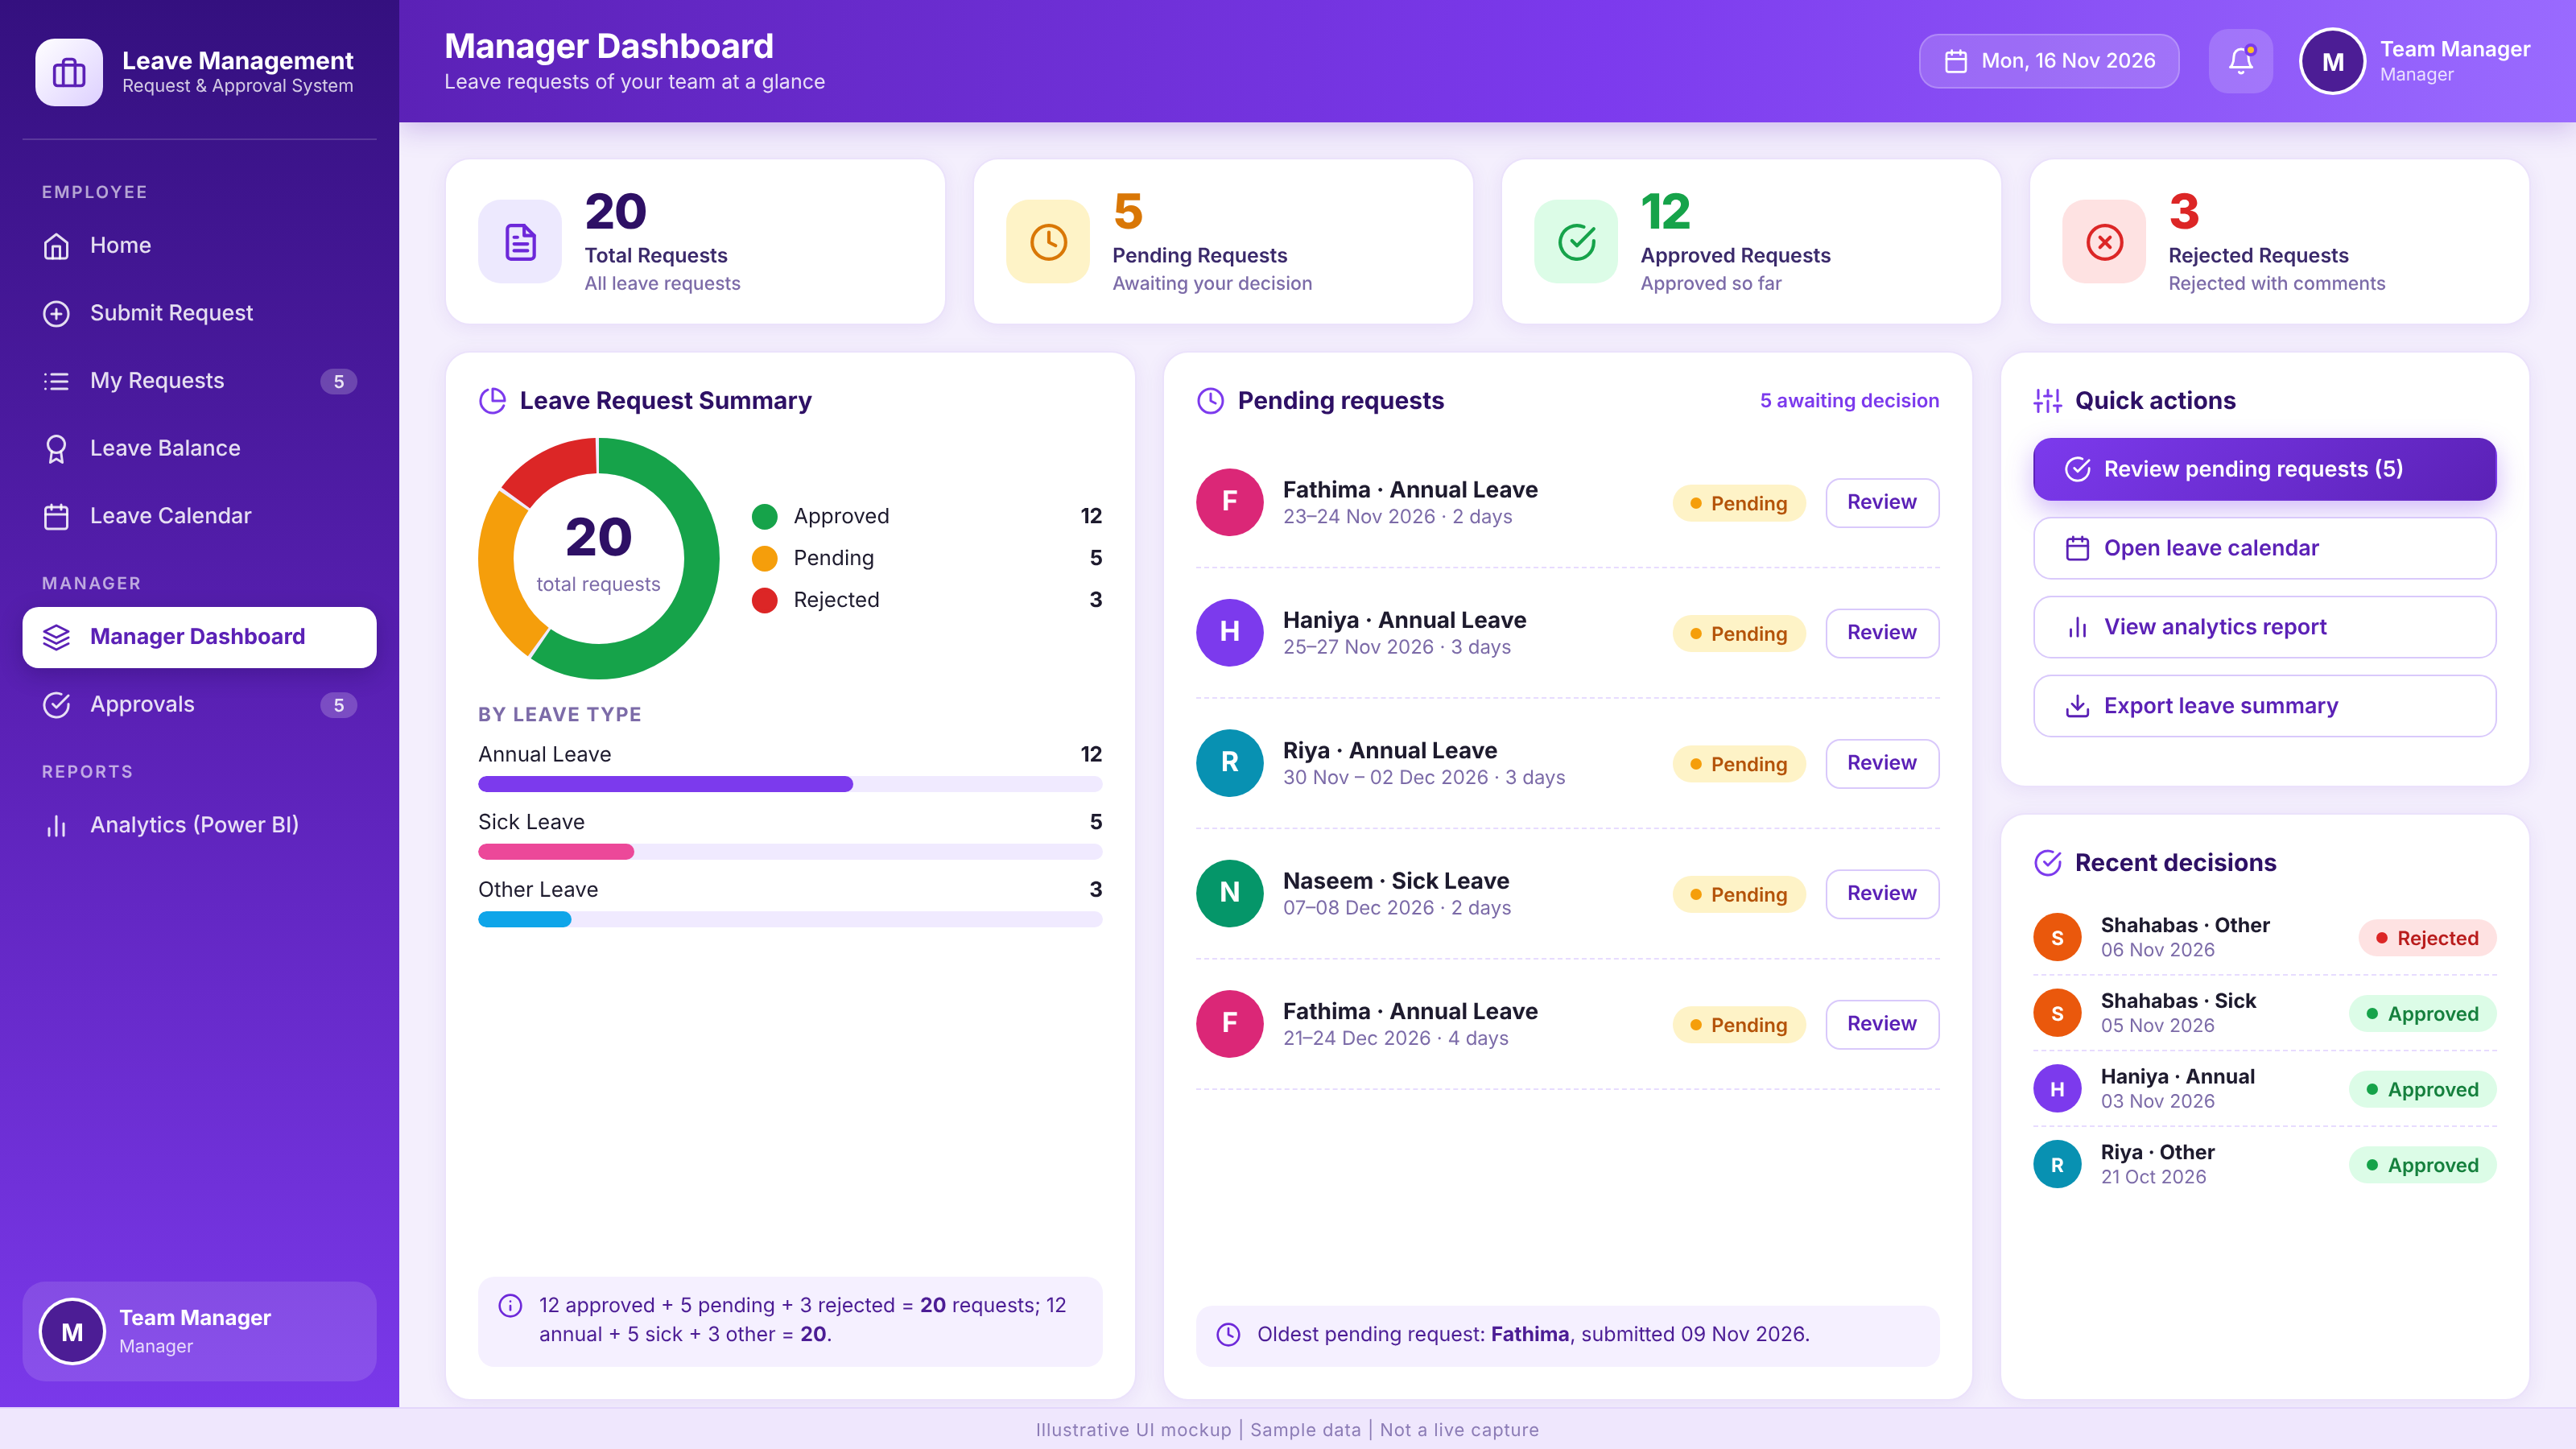 Leave Management
Request & Approval System
EMPLOYEE
Home
Submit Request
My Requests 5
Leave Balance
Leave Calendar
MANAGER
Manager Dashboard
Approvals 5
REPORTS
Analytics (Power BI)
M Team Manager
Manager
Manager Dashboard
Leave requests of your team at a glance
Mon, 16 Nov 2026
M Team Manager
Manager
20
Total Requests
All leave requests
5
Pending Requests
Awaiting your decision
12
Approved Requests
Approved so far
3
Rejected Requests
Rejected with comments
Leave Request Summary
20
total requests
Approved 12
Pending 5
Rejected 3
BY LEAVE TYPE
Annual Leave 12
Sick Leave 5
Other Leave 3
12 approved + 5 pending + 3 rejected = 20 requests; 12
annual + 5 sick + 3 other = 20.
Pending requests 5 awaiting decision
F Fathima · Annual Leave Pending Review
23–24 Nov 2026 · 2 days
H Haniya · Annual Leave Pending Review
25–27 Nov 2026 · 3 days
R Riya · Annual Leave Pending Review
30 Nov – 02 Dec 2026 · 3 days
N Naseem · Sick Leave Pending Review
07–08 Dec 2026 · 2 days
F Fathima · Annual Leave Pending Review
21–24 Dec 2026 · 4 days
Oldest pending request: Fathima, submitted 09 Nov 2026.
Quick actions
Review pending requests (5)
Open leave calendar
View analytics report
Export leave summary
Recent decisions
S Shahabas · Other Rejected
06 Nov 2026
S Shahabas · Sick Approved
05 Nov 2026
H Haniya · Annual Approved
03 Nov 2026
R Riya · Other Approved
21 Oct 2026
Illustrative UI mockup | Sample data | Not a live capture